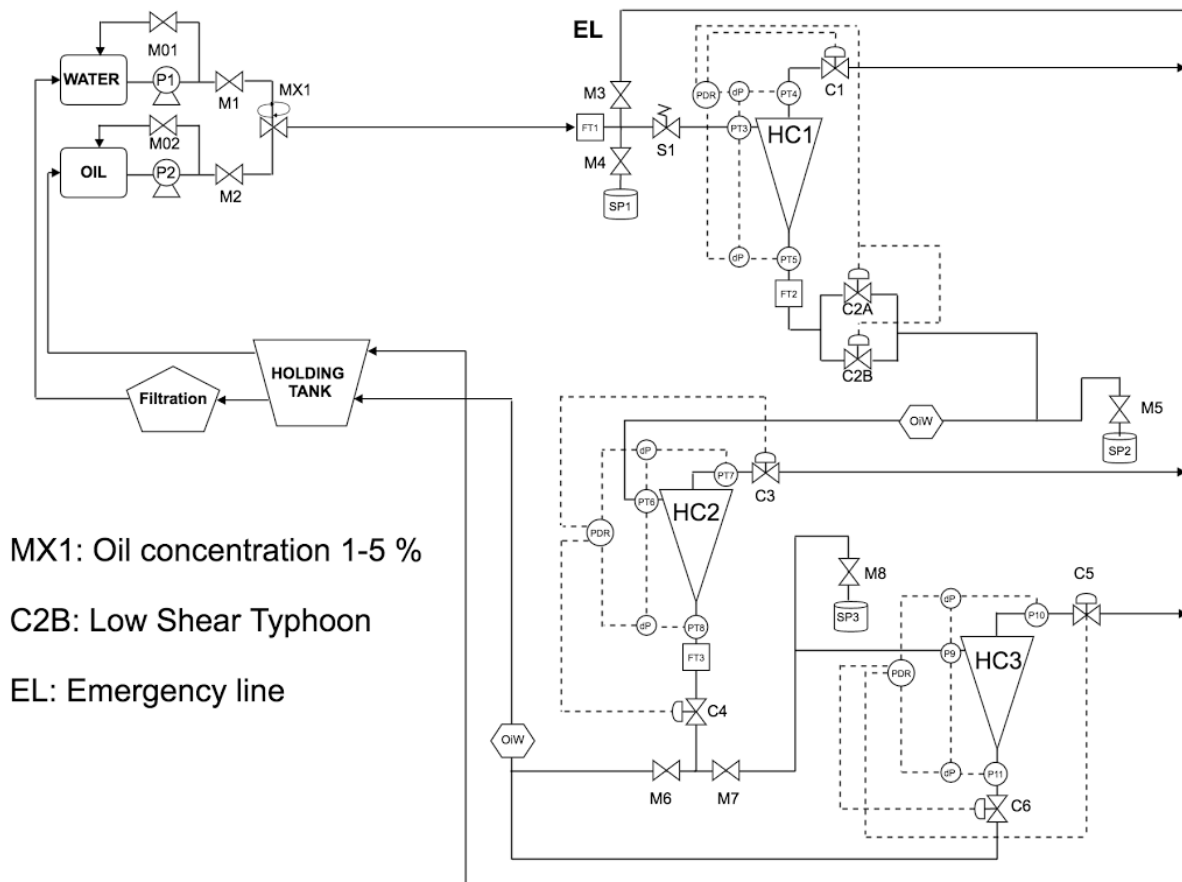 EL
M01
WATER
P1
M1
MX1
M02
OIL
P2
M2
M3
FT1
M4
SP1
S1
PDR
dP
PT4
C1
PT3
HC1
dP
PT5
FT2
C2A
C2B
HOLDING
TANK
Filtration
OiW
M5
SP2
dP
PT7
C3
PT6
HC2
PDR
dP
PT8
FT3
C4
M8
SP3
C5
dP
P10
P9
HC3
PDR
dP
P11
C6
OiW
M6
M7
MX1: Oil concentration 1-5 %
C2B: Low Shear Typhoon
EL: Emergency line